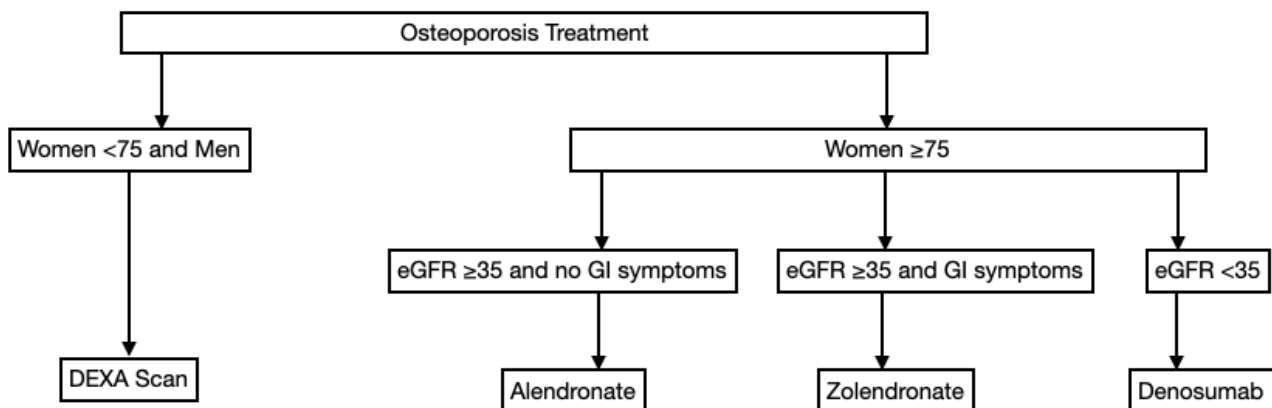 Osteoporosis Treatment
Women <75 and Men
Women ≥75
eGFR ≥35 and no GI symptoms
eGFR ≥35 and GI symptoms
eGFR <35
DEXA Scan
Alendronate
Zolendronate
Denosumab